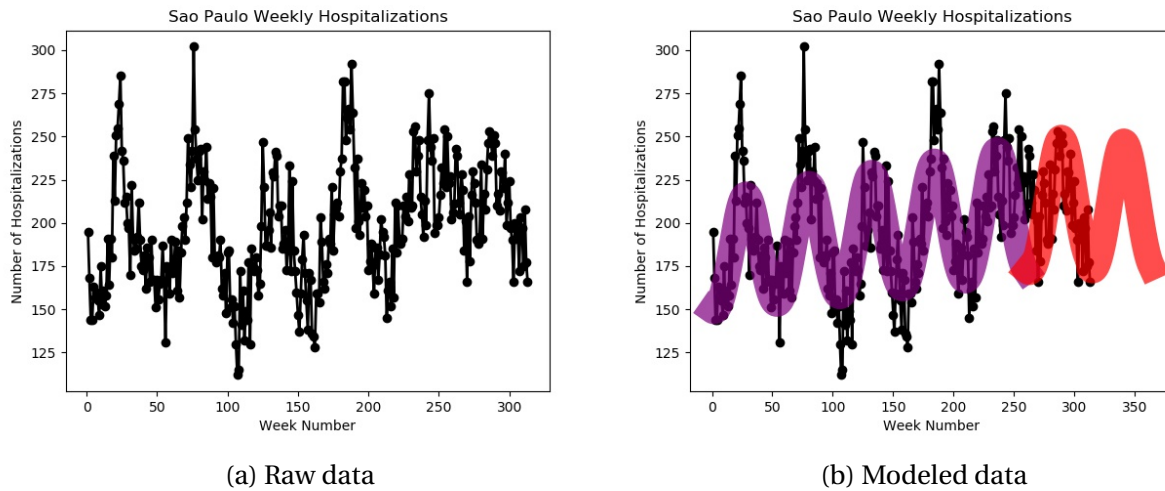 Sao Paulo Weekly Hospitalizations
300
275
250
225
200
175
150
125
Number of Hospitalizations
0 50 100 150 200 250 300
Week Number
(a) Raw data
Sao Paulo Weekly Hospitalizations
300
275
250
225
200
175
150
125
Number of Hospitalizations
0 50 100 150 200 250 300 350
Week Number
(b) Modeled data